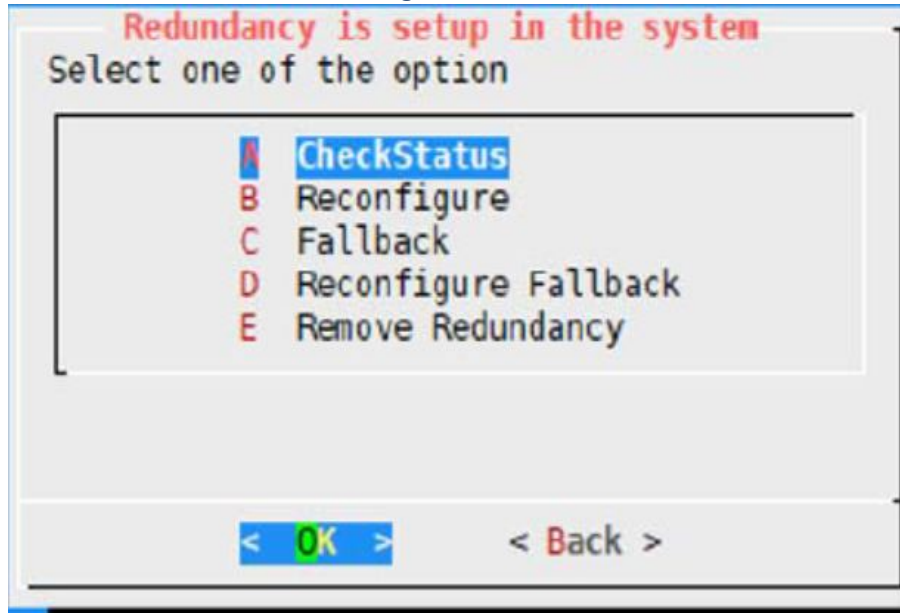 Redundancy is setup in the system
Select one of the option
A CheckStatus
B Reconfigure
C Fallback
D Reconfigure Fallback
E Remove Redundancy
< OK > < Back >